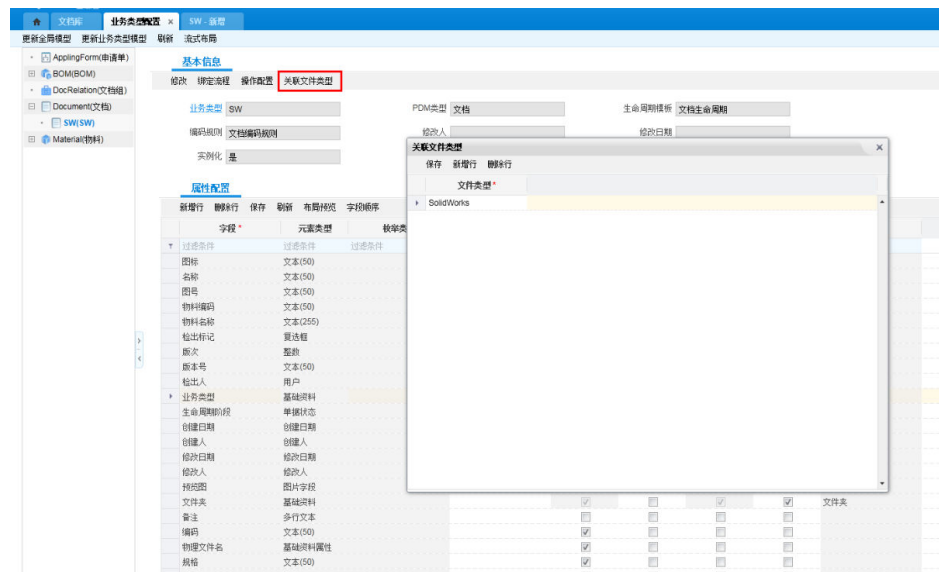 文档库 业务类型配置 × SW - 新增
更新全局模型 更新业务类型模型 刷新 流式布局
ApplingForm(申请单)
BOM(BOM)
DocRelation(文档组)
Document(文档)
SW(SW)
Material(物料)
基本信息
修改 绑定流程 操作配置 关联文件类型
业务类型 SW PDM类型 文档 生命周期模板 文档生命周期
编码规则 文档编码规则 修改人 修改日期
实例化 是
关联文件类型 ×
保存 新增行 删除行
文件类型*
SolidWorks
属性配置
新增行 删除行 保存 刷新 布局预览 字段顺序
字段* 元素类型 枚举类
过滤条件 过滤条件 过滤条件
图标 文本(50)
名称 文本(50)
图号 文本(50)
物料编码 文本(50)
物料名称 文本(255)
检出标记 复选框
版次 整数
版本号 文本(50)
检出人 用户
业务类型 基础资料
生命周期阶段 单据状态
创建日期 创建日期
创建人 创建人
修改日期 修改日期
修改人 修改人
预览图 图片字段
文件夹 基础资料 文件夹
备注 多行文本
编码 文本(50)
物理文件名 基础资料属性
规格 文本(50)